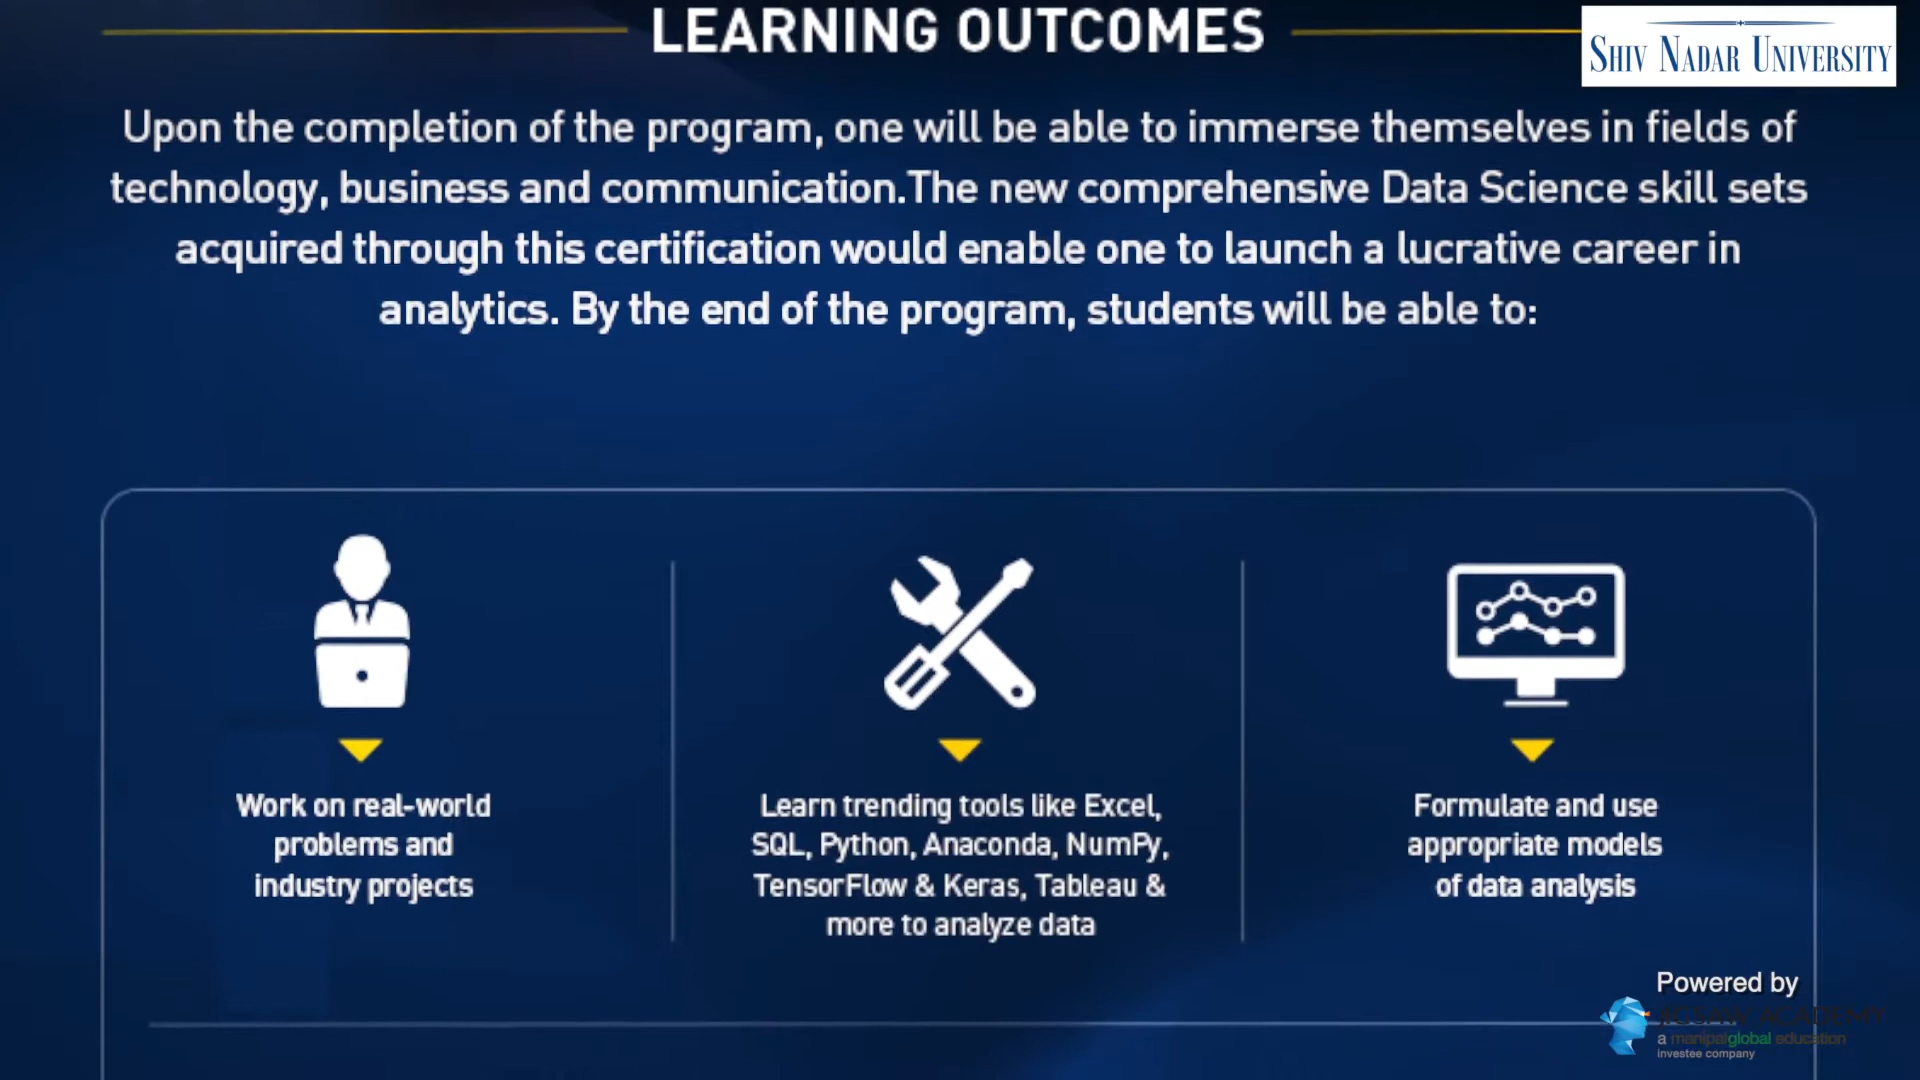 LEARNING OUTCOMES
SHIV NADAR UNIVERSITY
Upon the completion of the program, one will be able to immerse themselves in fields of
technology, business and communication.The new comprehensive Data Science skill sets
acquired through this certification would enable one to launch a lucrative career in
analytics. By the end of the program, students will be able to:
Work on real-world
problems and
industry projects
Learn trending tools like Excel,
SQL, Python, Anaconda, NumPy,
TensorFlow & Keras, Tableau &
more to analyze data
Formulate and use
appropriate models
of data analysis
Powered by
JIGSAW ACADEMY
a manipalglobal education
investee company